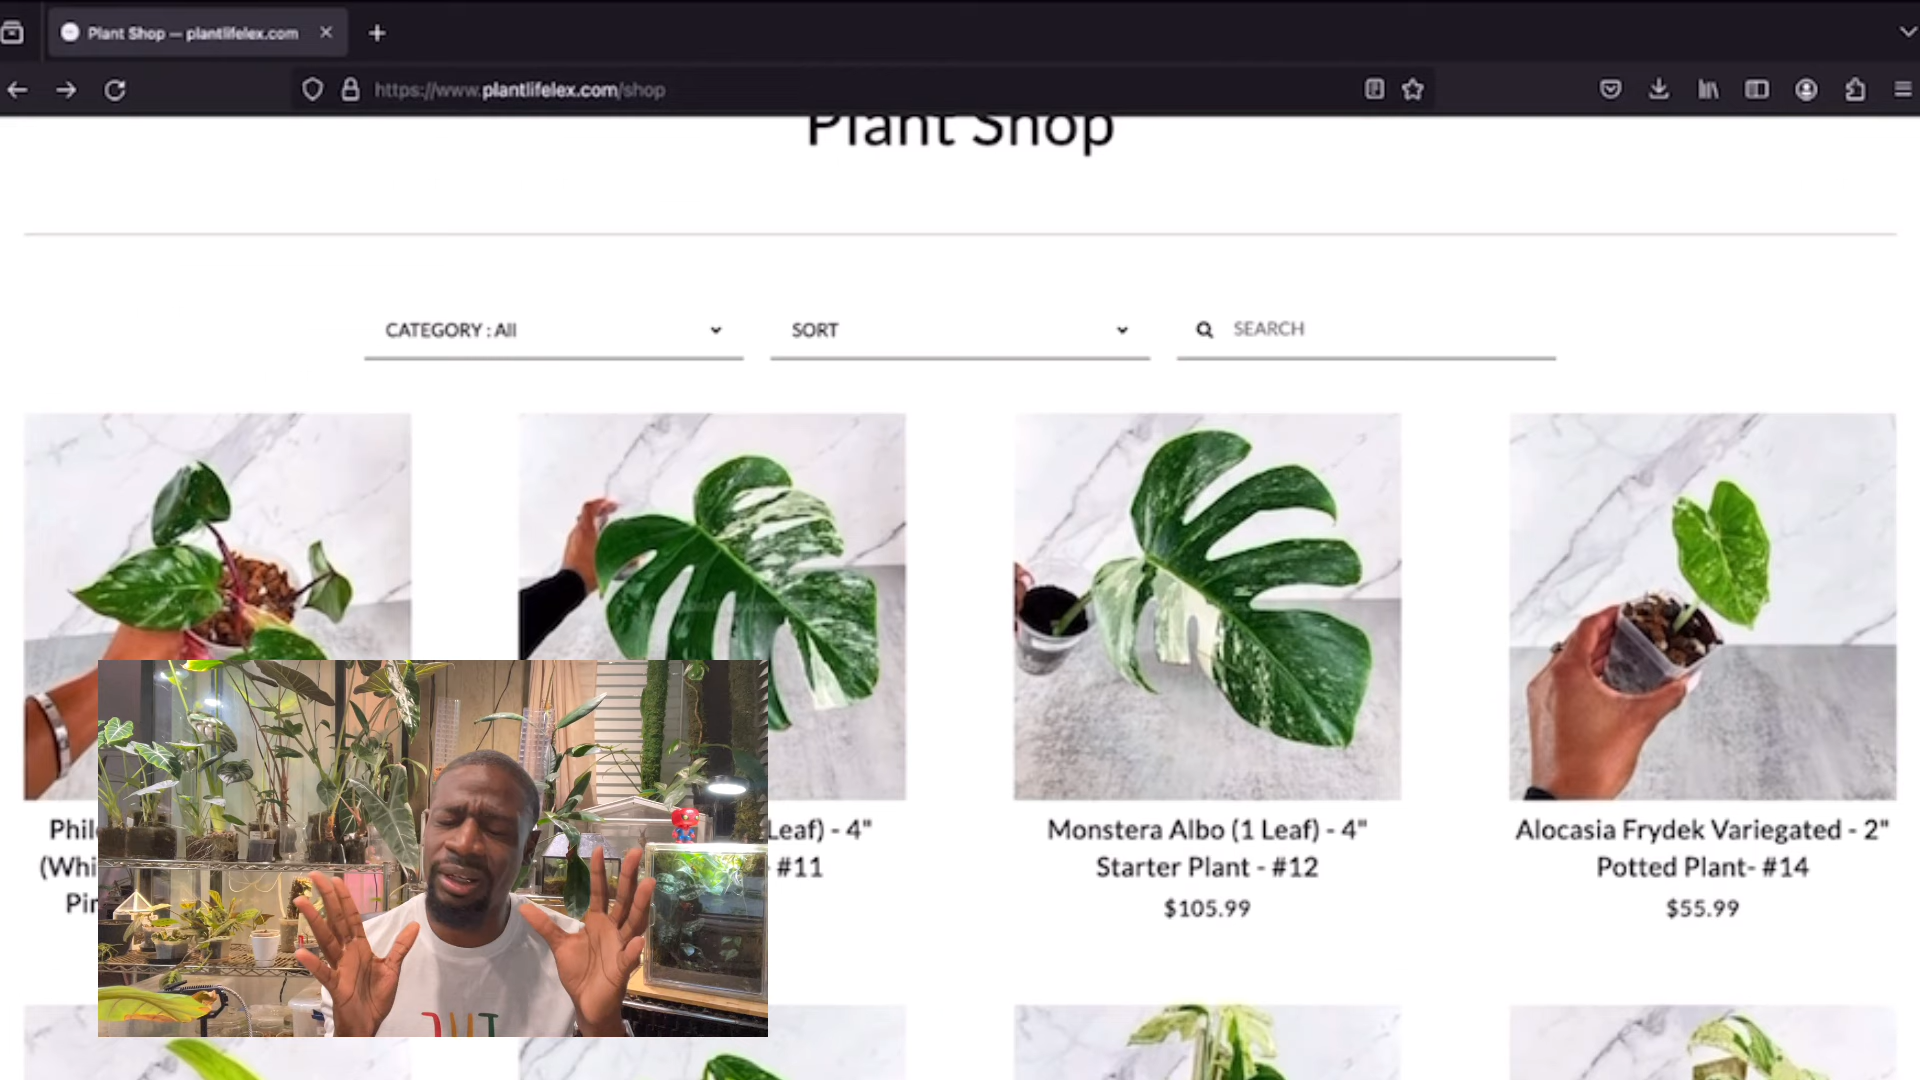 Plant Shop — plantlifelex.com
https://www.plantlifelex.com/shop
Plant Shop
CATEGORY : All
SORT
SEARCH
Phil
(Whi
Pin
Leaf) - 4"
- #11
Monstera Albo (1 Leaf) - 4"
Starter Plant - #12
$105.99
Alocasia Frydek Variegated - 2"
Potted Plant- #14
$55.99